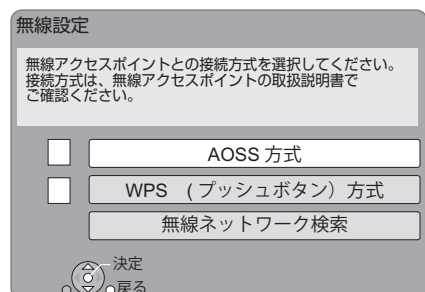 無線設定
無線アクセスポイントとの接続方式を選択してください。
接続方式は、無線アクセスポイントの取扱説明書で
ご確認ください。
AOSS 方式
WPS (プッシュボタン）方式
無線ネットワーク検索
決定
戻る